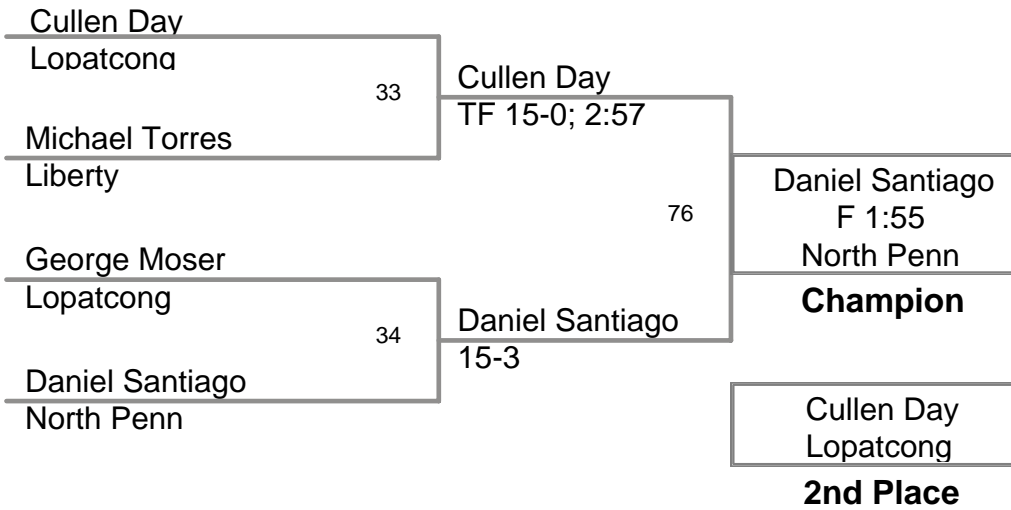 Cullen Day
Lopatcong
33
Michael Torres
Liberty
Cullen Day
TF 15-0; 2:57
George Moser
Lopatcong
34
Daniel Santiago
North Penn
Daniel Santiago
15-3
76
Daniel Santiago
F 1:55
North Penn
Champion
Cullen Day
Lopatcong
2nd Place